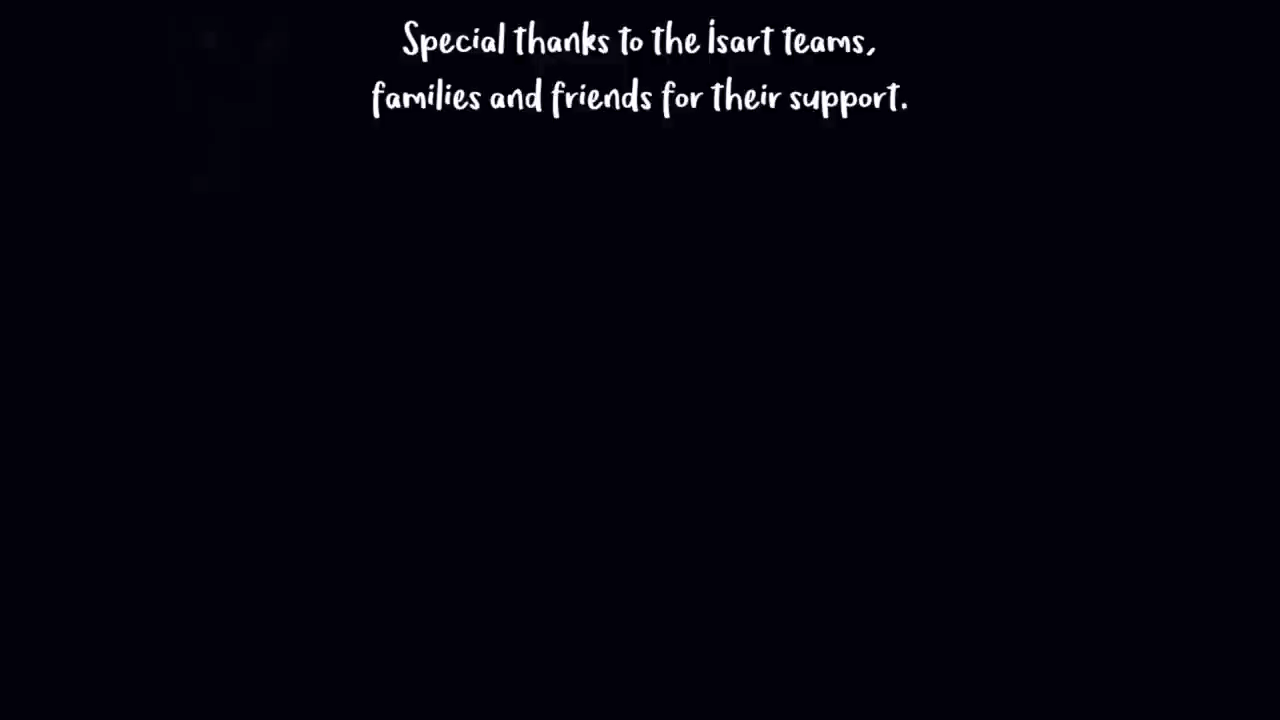 Special thanks to the Isart teams,
families and friends for their support.